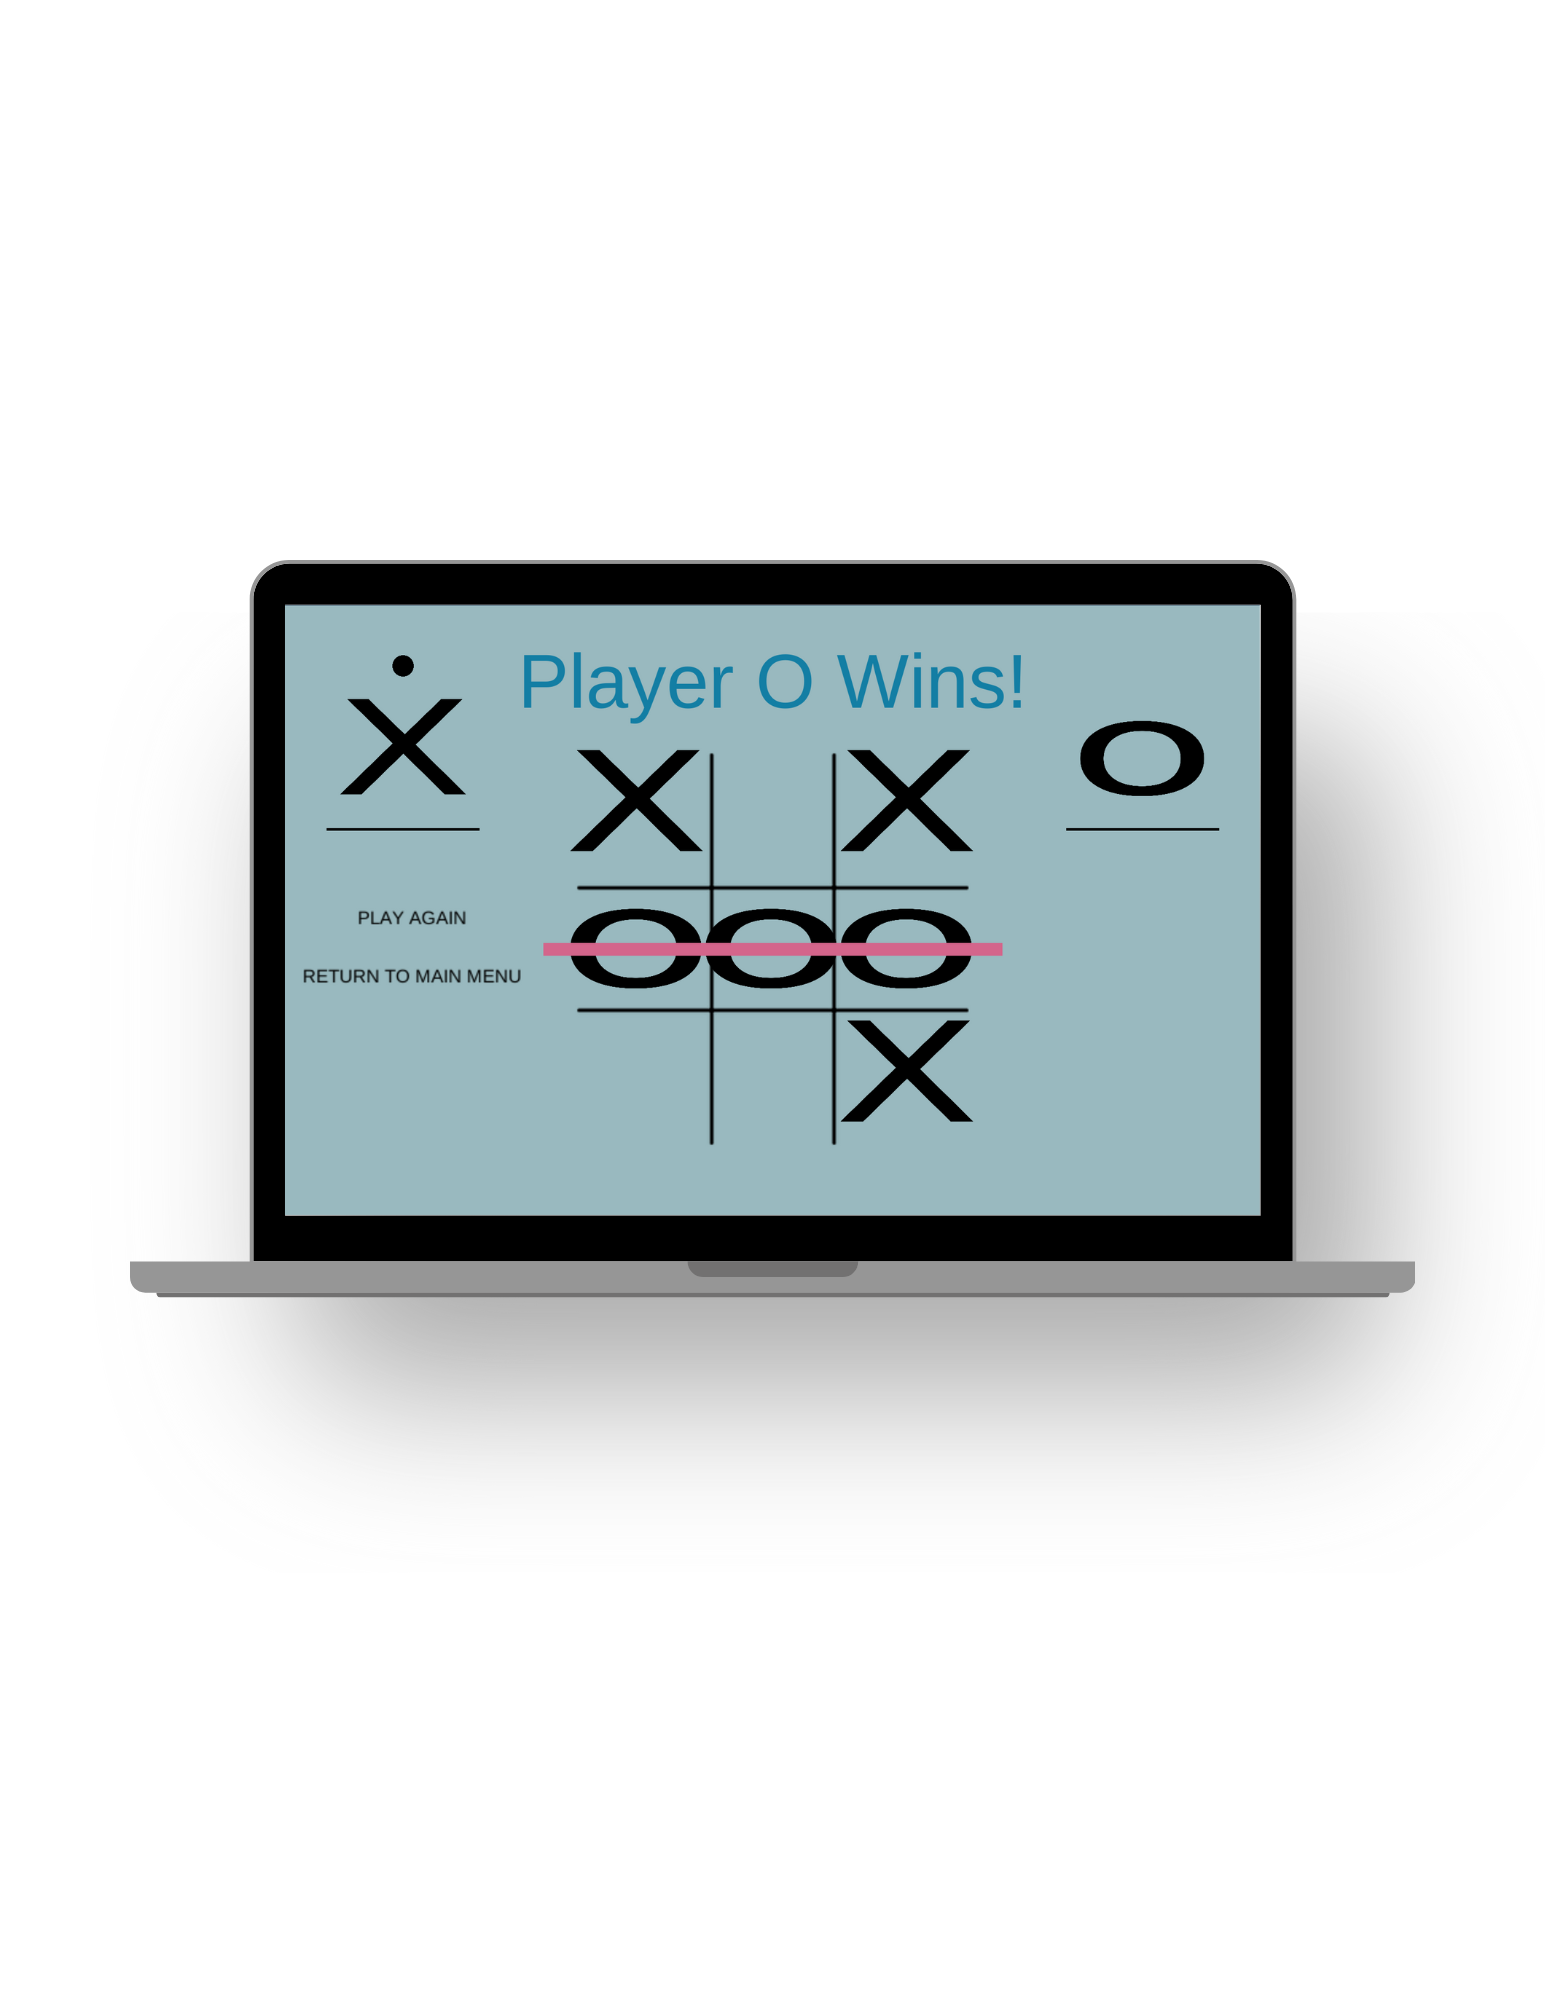 Player O Wins!
X
O
X X
O O O
X
PLAY AGAIN
RETURN TO MAIN MENU